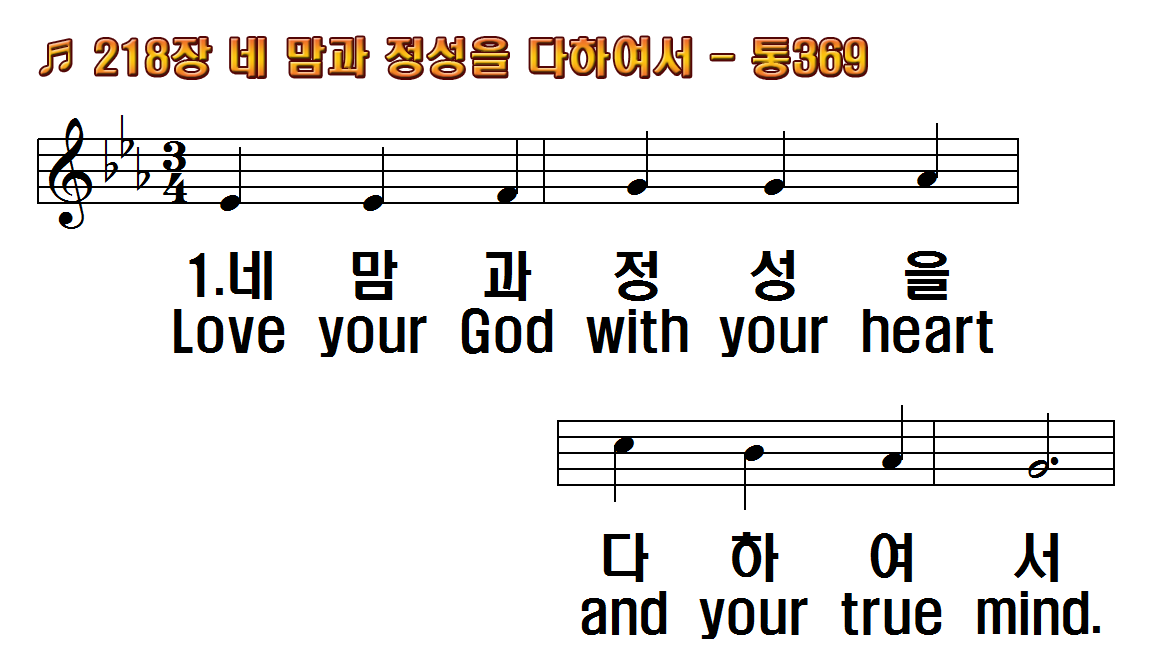 ♬ 218장 네 맘과 정성을 다하여서 - 통369
3
4
1.네 맘 과 정 성 을
Love your God with your heart
다 하 여 서
and your true mind.